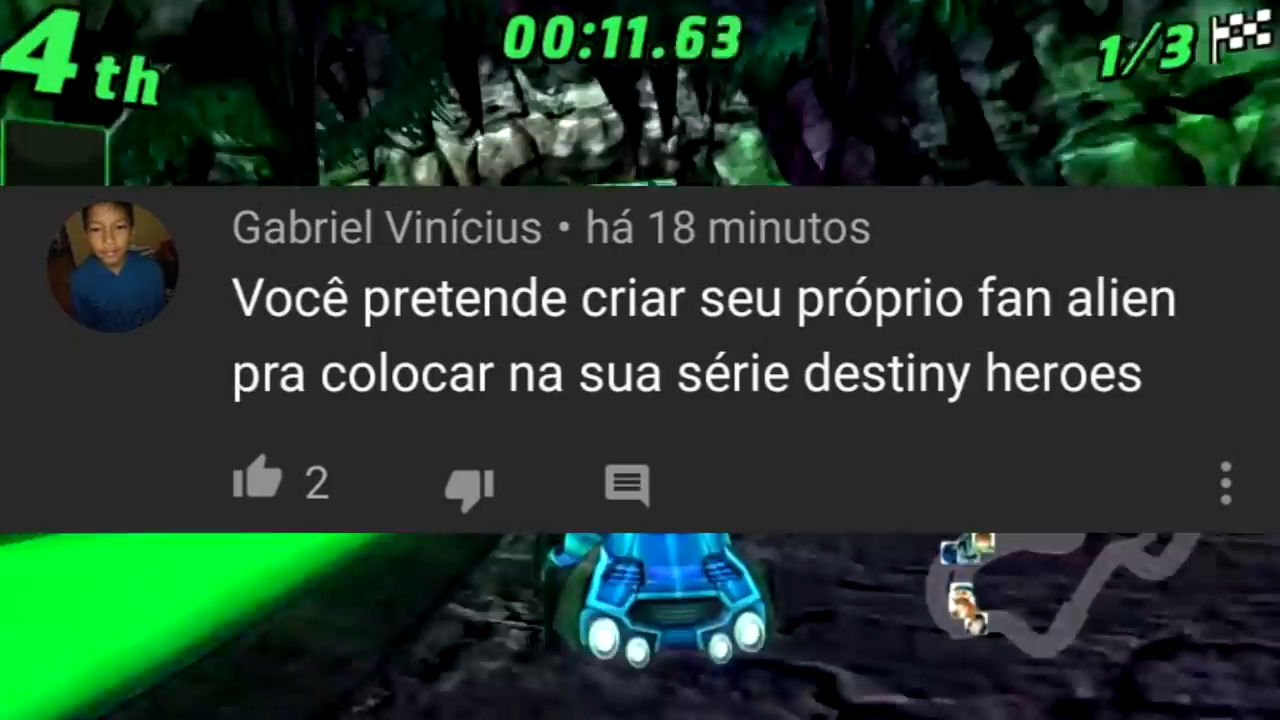 4th
00:11.63
1/3
Gabriel Vinícius • há 18 minutos
Você pretende criar seu próprio fan alien
pra colocar na sua série destiny heroes
2